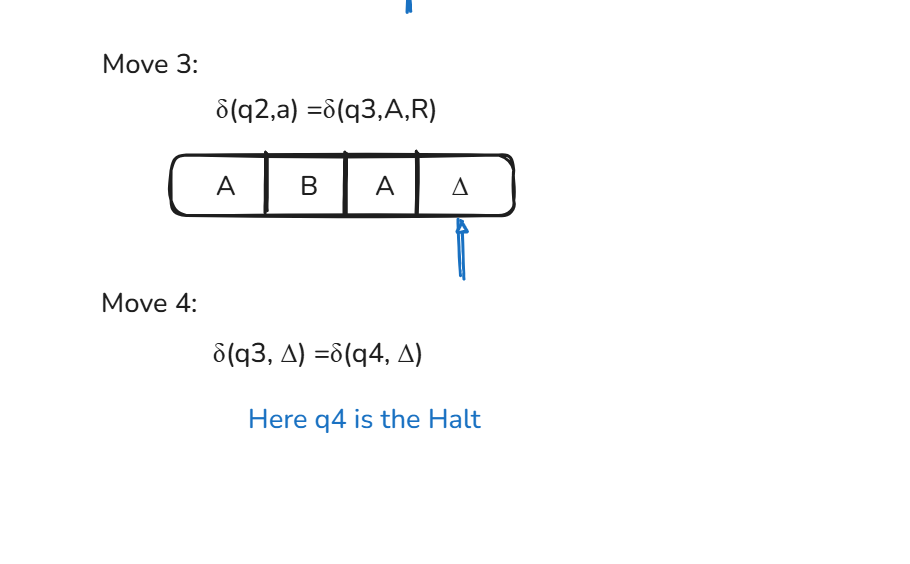 Move 3:
δ(q2,a) =δ(q3,A,R)
A B A Δ
Move 4:
δ(q3, Δ) =δ(q4, Δ)
Here q4 is the Halt